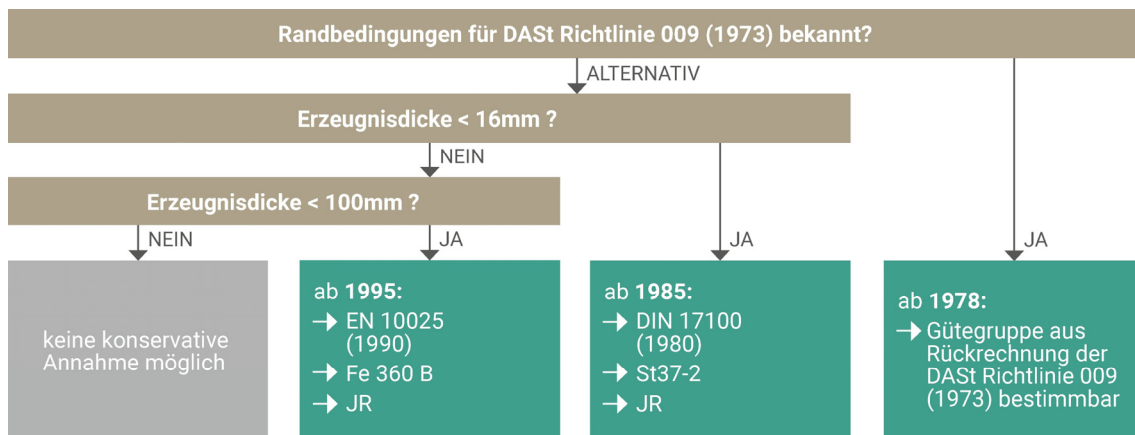 Randbedingungen für DASt Richtlinie 009 (1973) bekannt?
ALTERNATIV
Erzeugnisdicke < 16mm ?
NEIN
Erzeugnisdicke < 100mm ?
NEIN
JA
JA
JA
keine konservative
Annahme möglich
ab 1995:
→ EN 10025
(1990)
→ Fe 360 B
→ JR
ab 1985:
→ DIN 17100
(1980)
→ St37-2
→ JR
ab 1978:
→ Gütegruppe aus
Rückrechnung der
DASt Richtlinie 009
(1973) bestimmbar